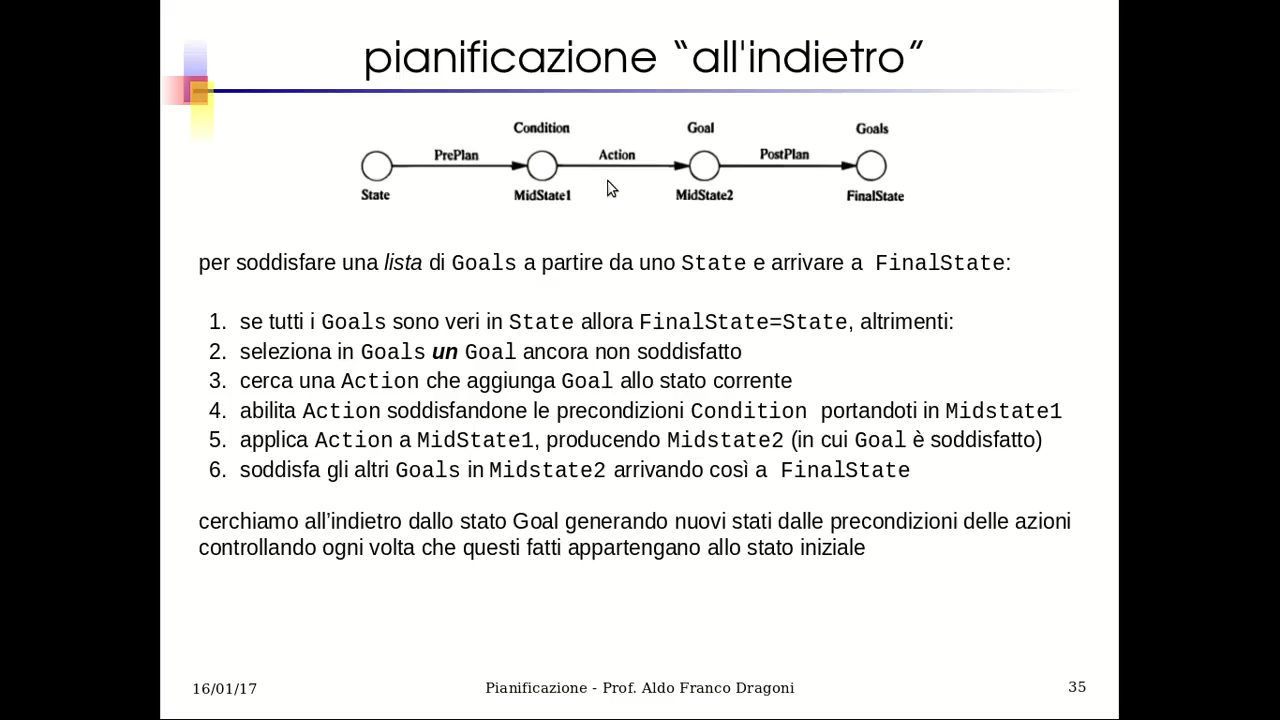 pianificazione “all'indietro”
Condition Goal Goals
PrePlan Action PostPlan
State MidState1 MidState2 FinalState
per soddisfare una lista di Goals a partire da uno State e arrivare a FinalState:
1. se tutti i Goals sono veri in State allora FinalState=State, altrimenti:
2. seleziona in Goals un Goal ancora non soddisfatto
3. cerca una Action che aggiunga Goal allo stato corrente
4. abilita Action soddisfandone le precondizioni Condition portandoti in Midstate1
5. applica Action a MidState1, producendo Midstate2 (in cui Goal è soddisfatto)
6. soddisfa gli altri Goals in Midstate2 arrivando così a FinalState
cerchiamo all’indietro dallo stato Goal generando nuovi stati dalle precondizioni delle azioni
controllando ogni volta che questi fatti appartengano allo stato iniziale
16/01/17 Pianificazione - Prof. Aldo Franco Dragoni 35